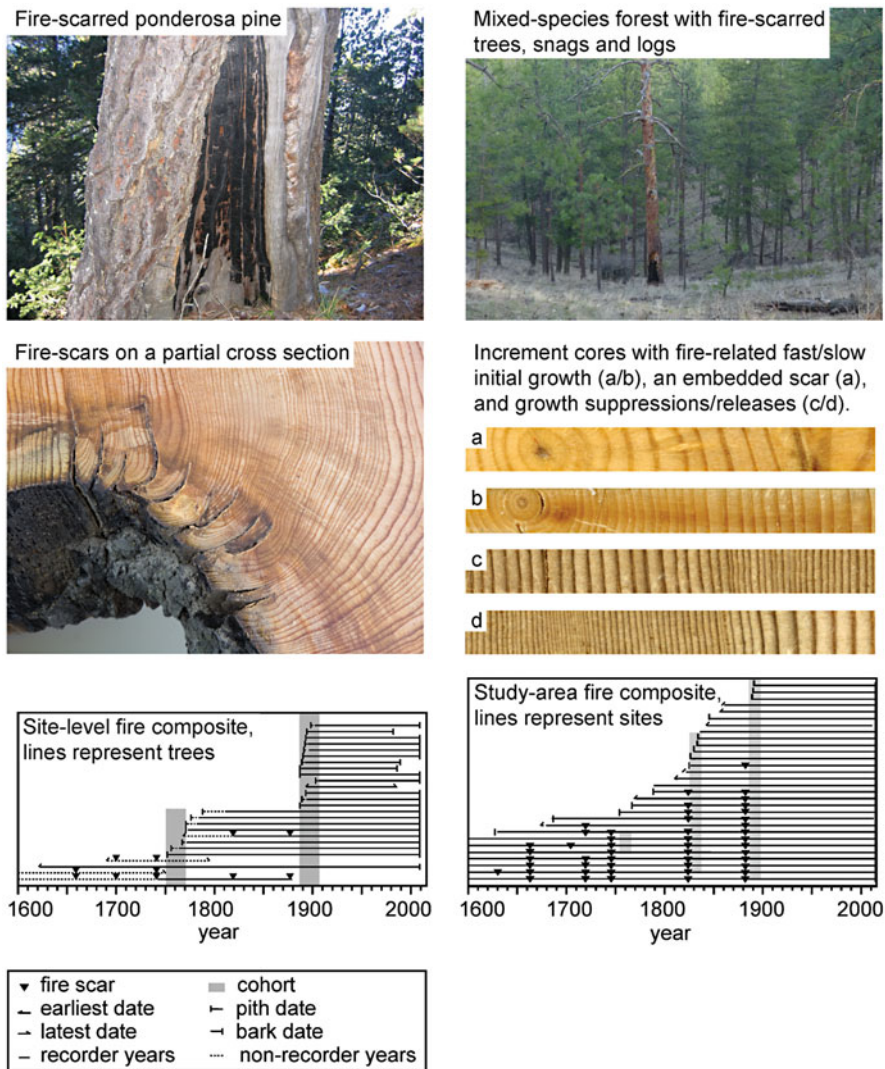 Fire-scarred ponderosa pine
Mixed-species forest with fire-scarred
trees, snags and logs
Fire-scars on a partial cross section
Increment cores with fire-related fast/slow
initial growth (a/b), an embedded scar (a),
and growth suppressions/releases (c/d).
a
b
c
d
Site-level fire composite,
lines represent trees
1600 1700 1800 1900 2000
year
Study-area fire composite,
lines represent sites
1600 1700 1800 1900 2000
year
fire scar
earliest date
latest date
recorder years
cohort
pith date
bark date
non-recorder years